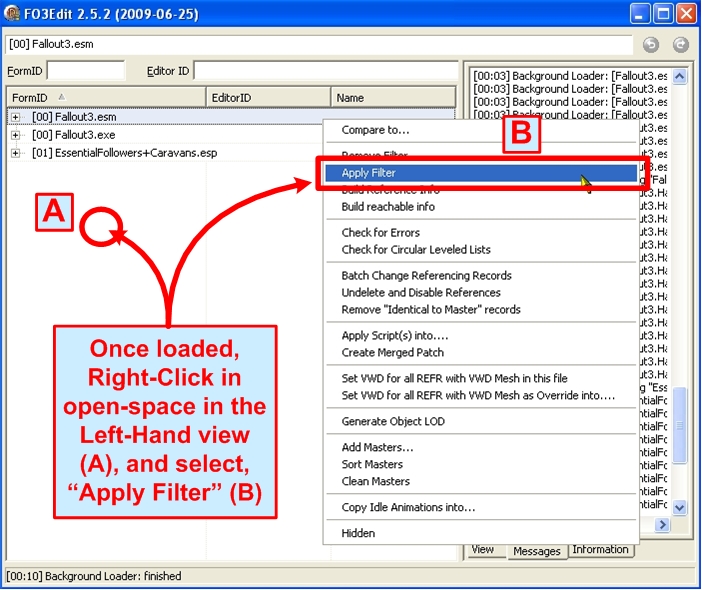 FO3Edit 2.5.2 (2009-06-25)
[00] Fallout3.esm
FormID
Editor ID
FormID EditorID Name
[00] Fallout3.esm
[00] Fallout3.exe
[01] EssentialFollowers+Caravans.esp
A
Once loaded,
Right-Click in
open-space in the
Left-Hand view
(A), and select,
“Apply Filter” (B)
B
Compare to...
Remove Filter
Apply Filter
Build Reference Info
Build reachable info
Check for Errors
Check for Circular Leveled Lists
Batch Change Referencing Records
Undelete and Disable References
Remove "Identical to Master" records
Apply Script(s) into....
Create Merged Patch
Set VWD for all REFR with VWD Mesh in this file
Set VWD for all REFR with VWD Mesh as Override into....
Generate Object LOD
Add Masters...
Sort Masters
Clean Masters
Copy Idle Animations into...
Hidden
[00:03] Background Loader: [Fallout3.es
[00:03] Background Loader: [Fallout3.es
[00:03] Background Loader: [Fallout3.es
View Messages Information
[00:10] Background Loader: finished